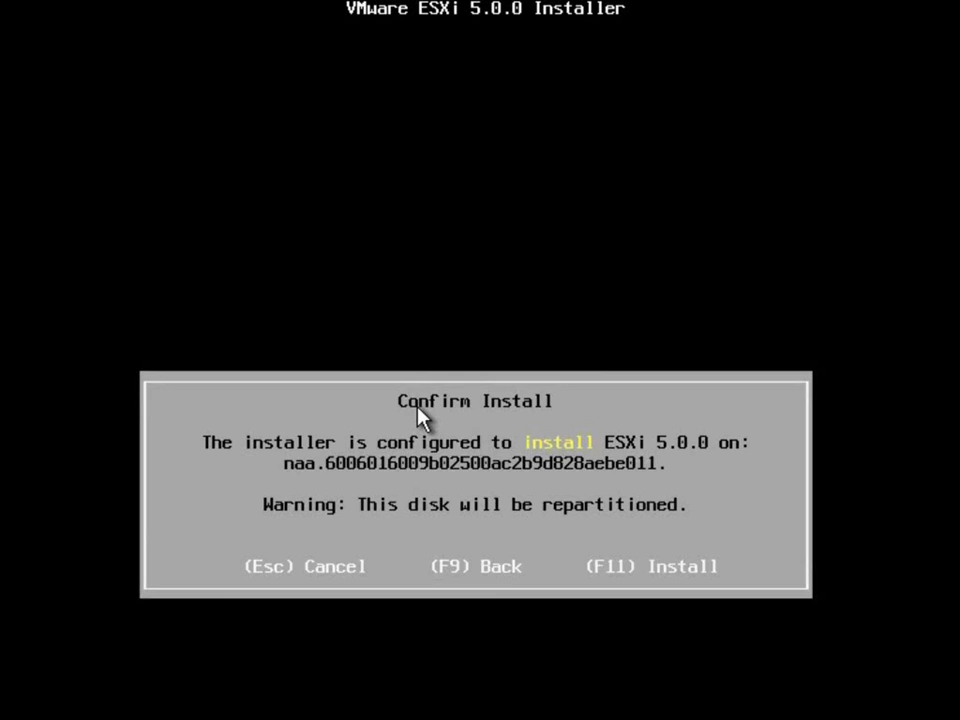 VMware ESXi 5.0.0 Installer
Confirm Install
The installer is configured to install ESXi 5.0.0 on:
naa.6006016009b02500ac2b9d828aebe011.
Warning: This disk will be repartitioned.
(Esc) Cancel (F9) Back (F11) Install